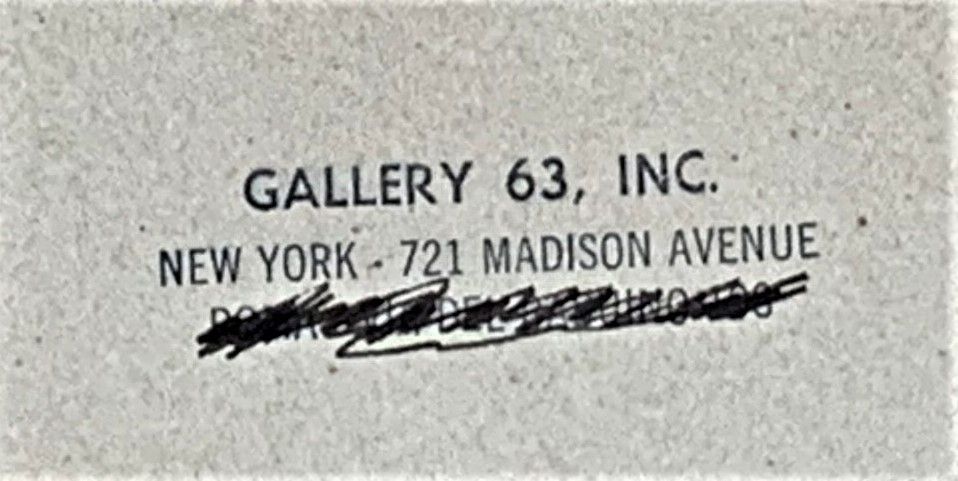 GALLERY 63, INC.
NEW YORK - 721 MADISON AVENUE